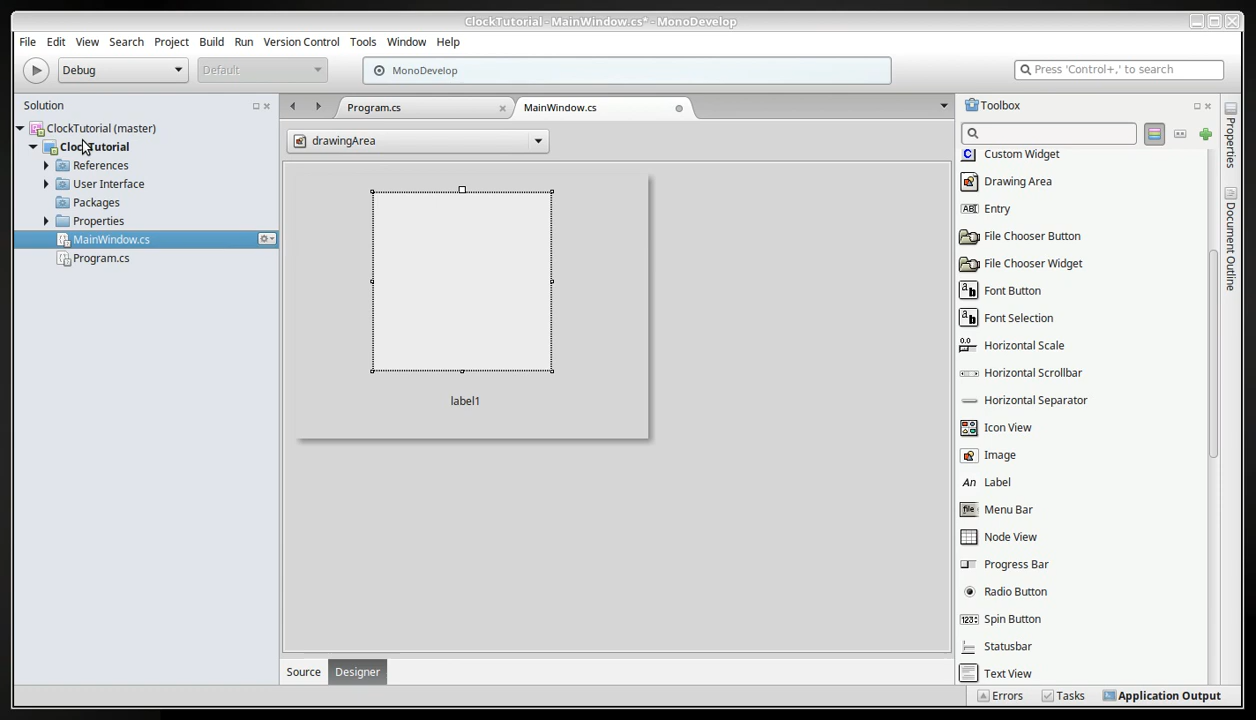 ClockTutorial - MainWindow.cs* - MonoDevelop
File Edit View Search Project Build Run Version Control Tools Window Help
Debug Default MonoDevelop Press 'Control+,' to search
Solution
ClockTutorial (master)
ClockTutorial
References
User Interface
Packages
Properties
MainWindow.cs
Program.cs
Program.cs MainWindow.cs
drawingArea
label1
Source Designer
Toolbox
Custom Widget
Drawing Area
Entry
File Chooser Button
File Chooser Widget
Font Button
Font Selection
Horizontal Scale
Horizontal Scrollbar
Horizontal Separator
Icon View
Image
Label
Menu Bar
Node View
Progress Bar
Radio Button
Spin Button
Statusbar
Text View
Properties
Document Outline
Errors Tasks Application Output